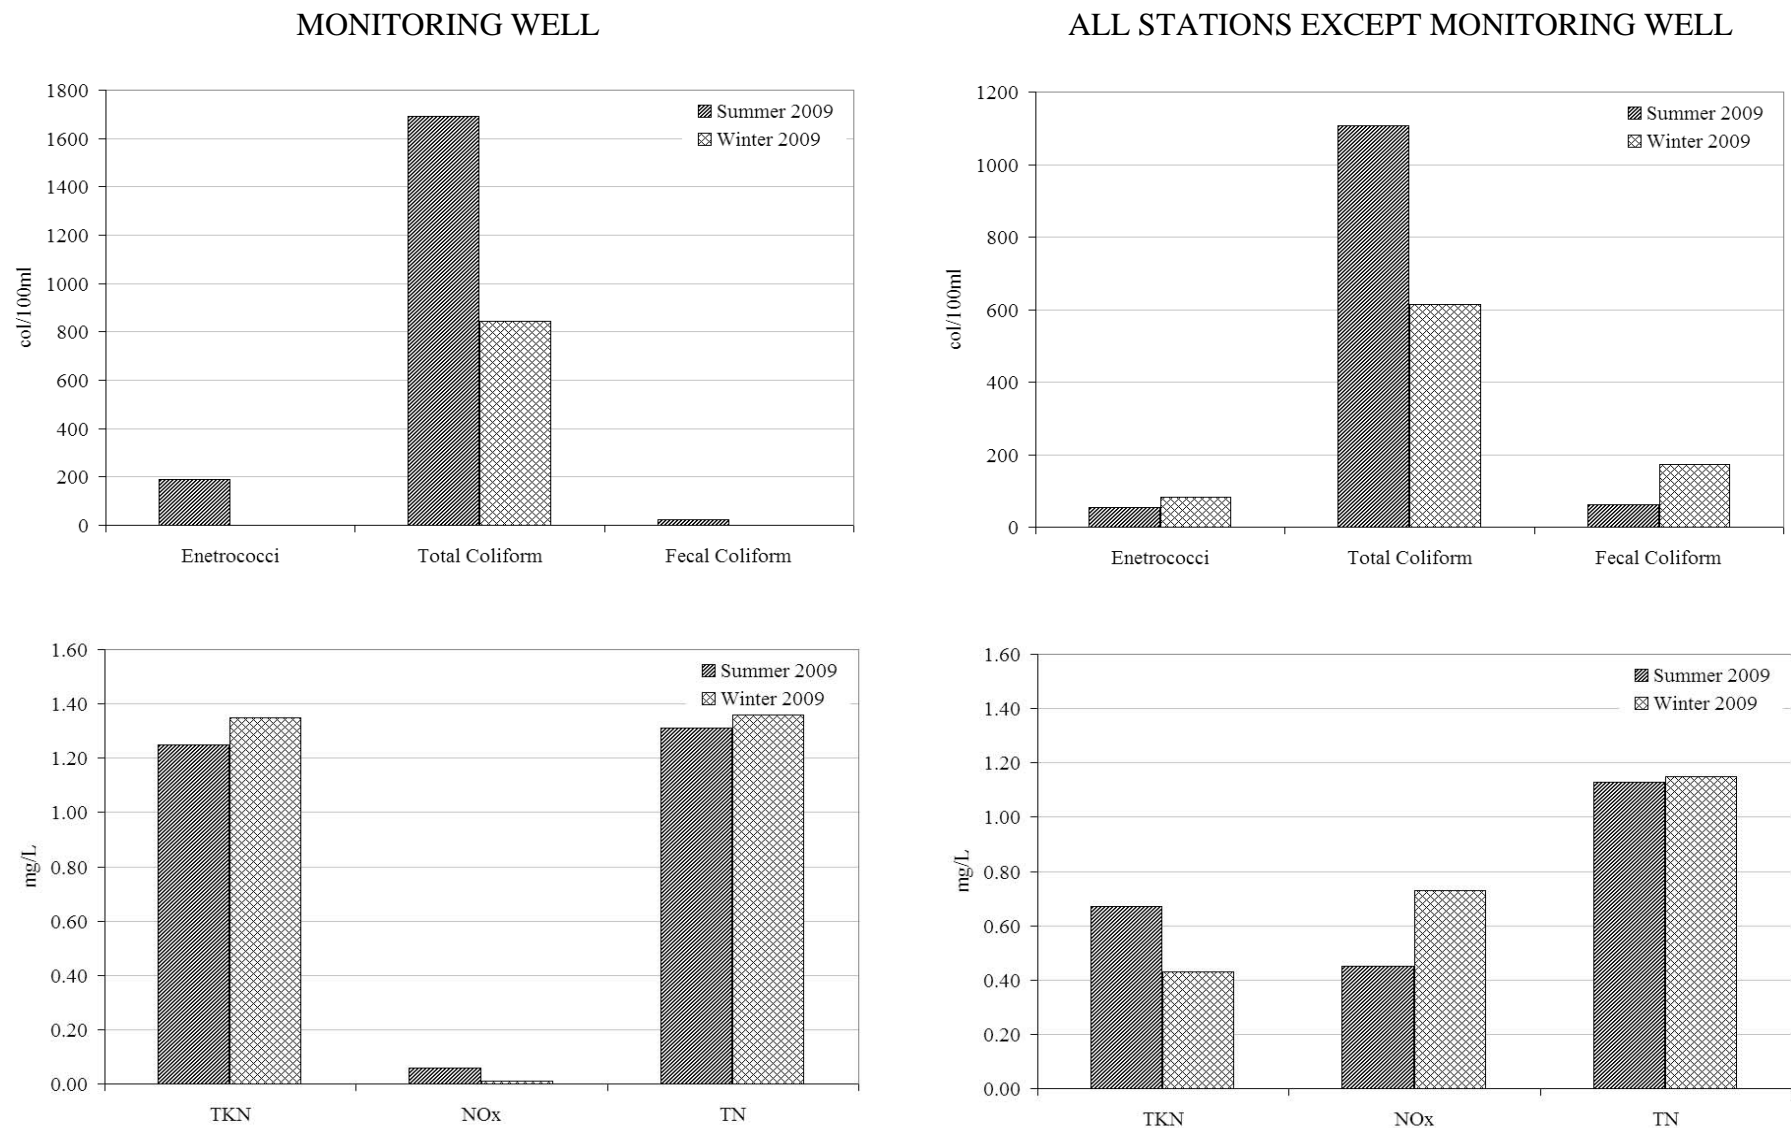 MONITORING WELL
1800
1600
1400
1200
1000
800
600
400
200
0
col/100ml
Summer 2009
Winter 2009
Enetrococci Total Coliform Fecal Coliform
ALL STATIONS EXCEPT MONITORING WELL
1200
1000
800
600
400
200
0
col/100ml
Summer 2009
Winter 2009
Enetrococci Total Coliform Fecal Coliform
1.60
1.40
1.20
1.00
0.80
0.60
0.40
0.20
0.00
mg/L
Summer 2009
Winter 2009
TKN NOx TN
1.60
1.40
1.20
1.00
0.80
0.60
0.40
0.20
0.00
mg/L
Summer 2009
Winter 2009
TKN NOx TN